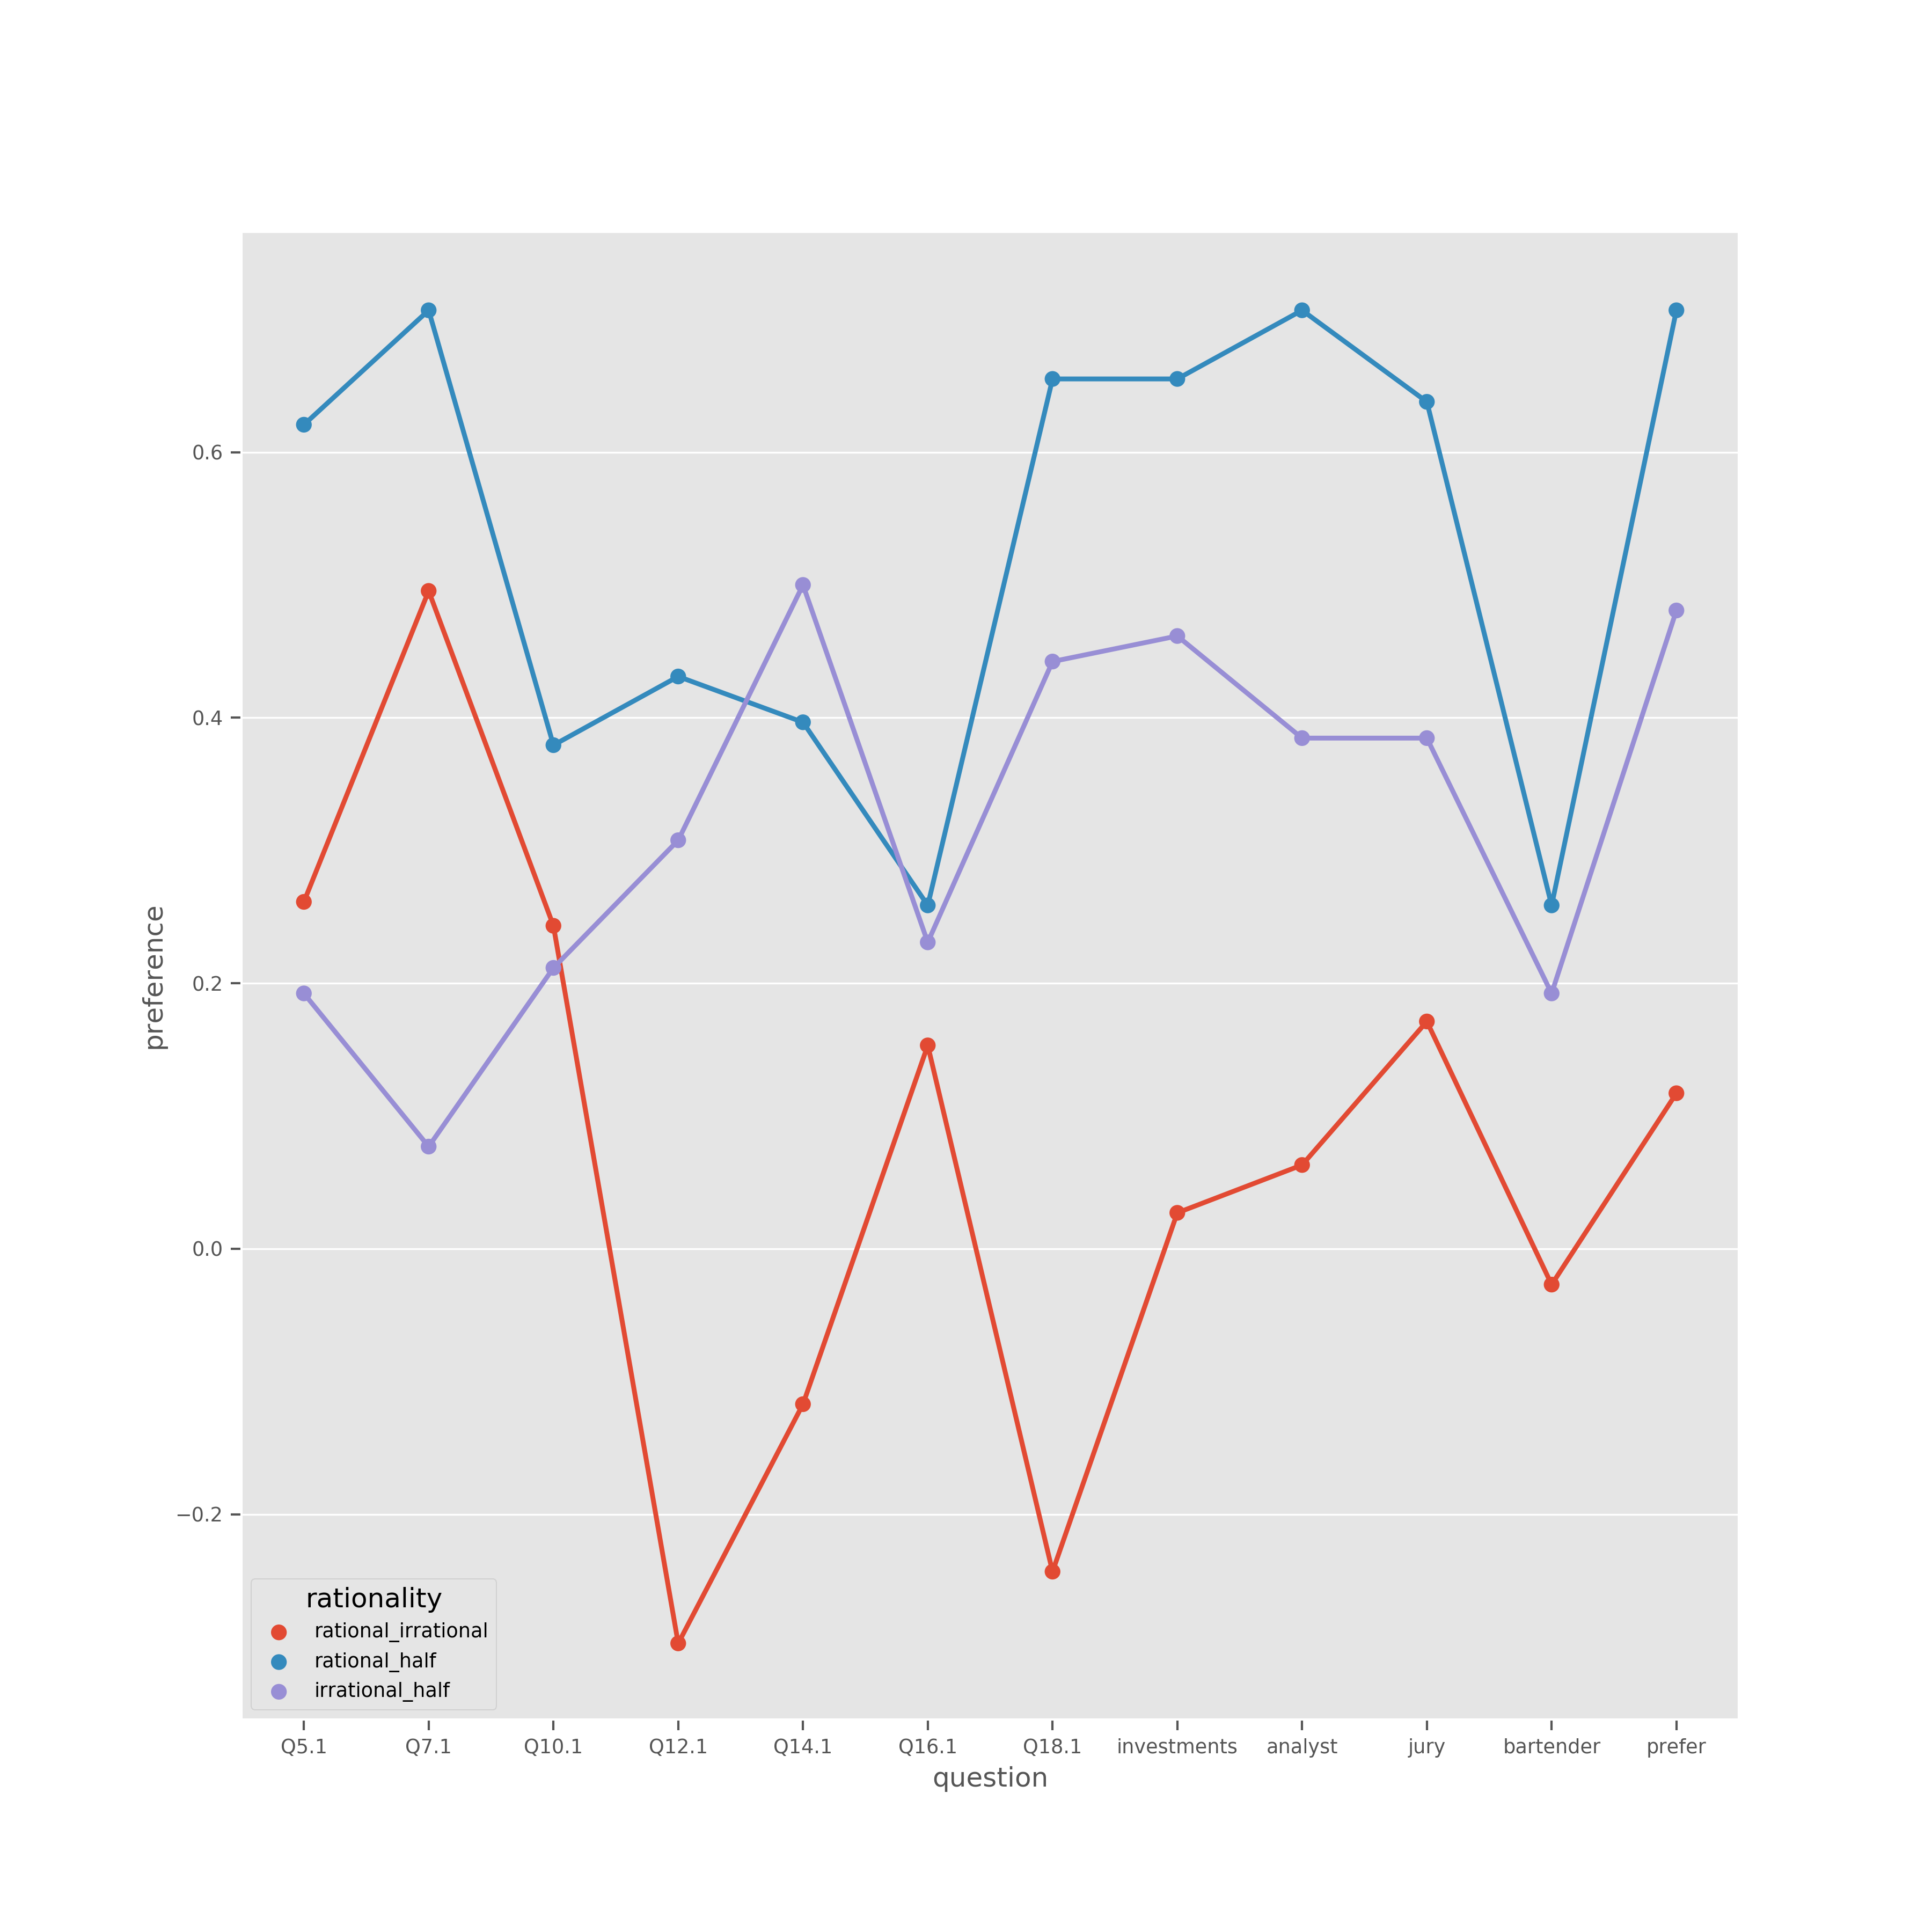 0.6
0.4
0.2
0.0
−0.2
preference
rationality
rational_irrational
rational_half
irrational_half
Q5.1 Q7.1 Q10.1 Q12.1 Q14.1 Q16.1 Q18.1 investments analyst jury bartender prefer
question